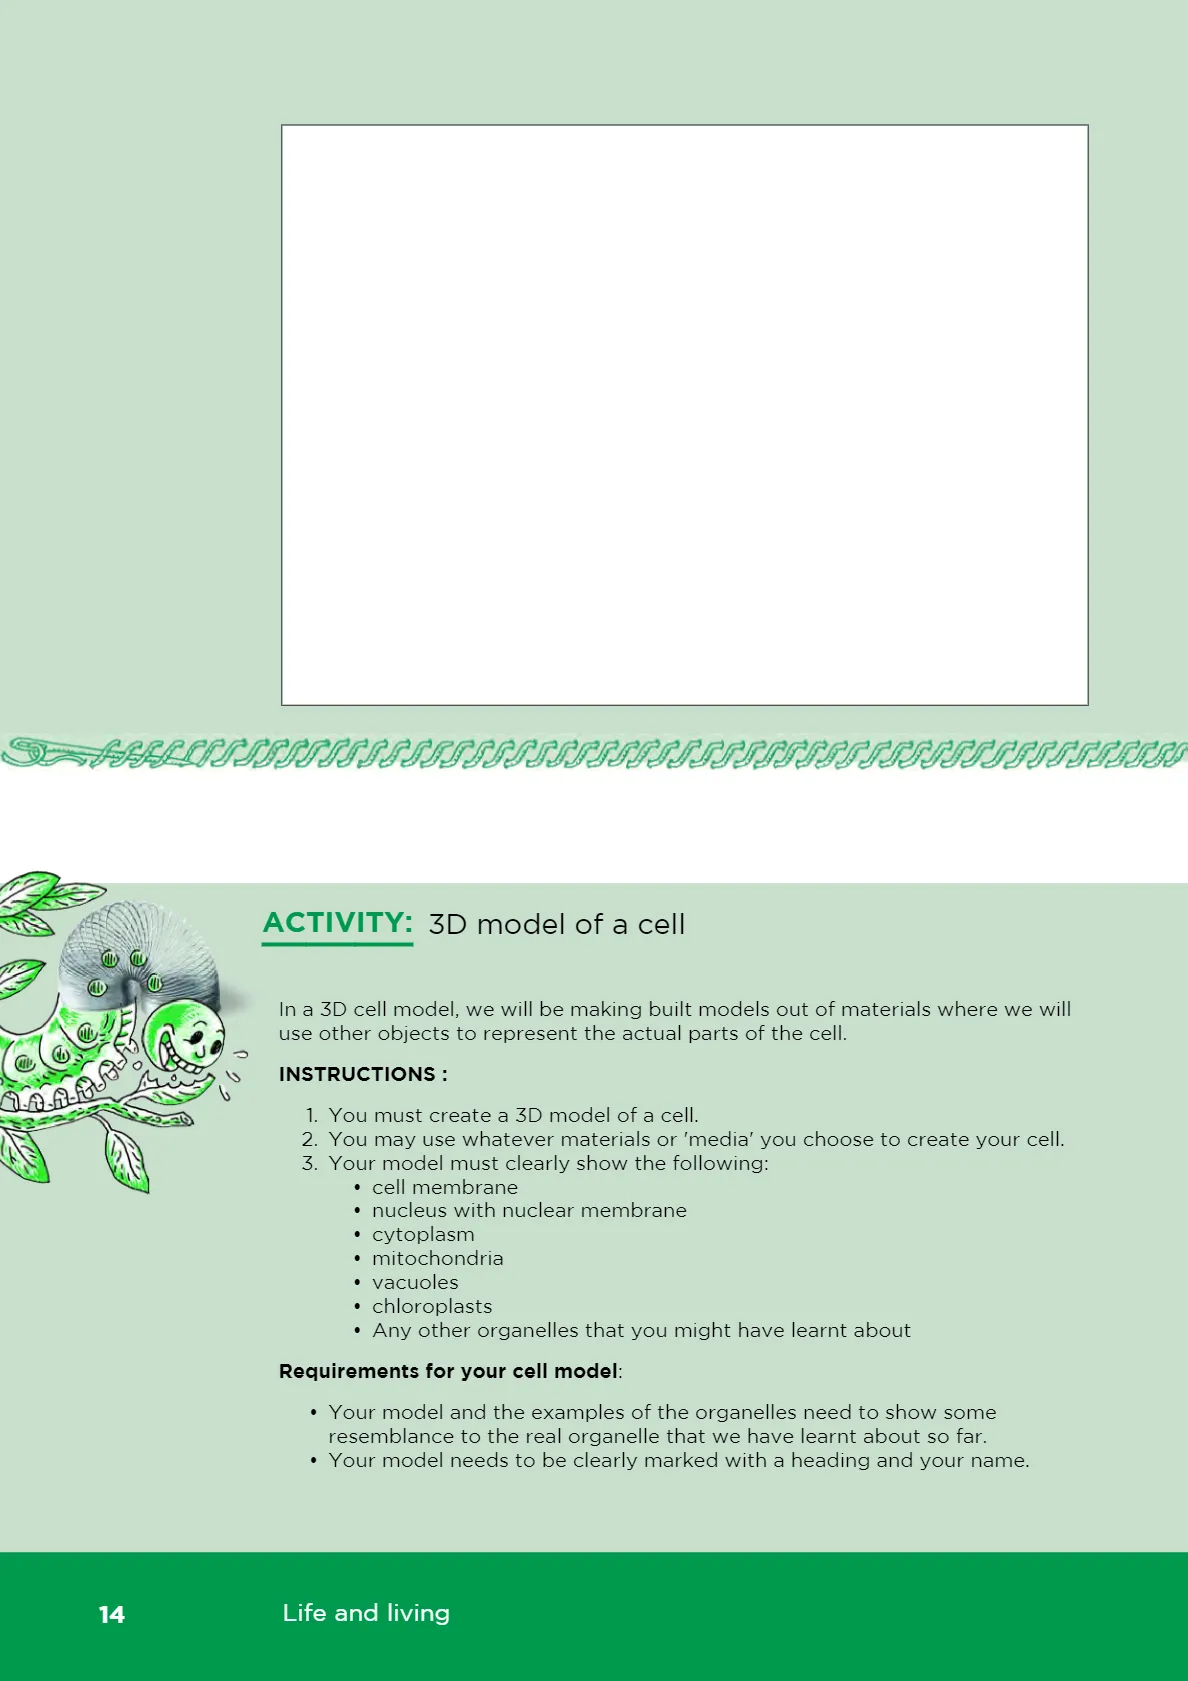 ACTIVITY: 3D model of a cell
In a 3D cell model, we will be making built models out of materials where we will
use other objects to represent the actual parts of the cell.
INSTRUCTIONS :
1. You must create a 3D model of a cell.
2. You may use whatever materials or 'media' you choose to create your cell.
3. Your model must clearly show the following:
• cell membrane
• nucleus with nuclear membrane
• cytoplasm
• mitochondria
• vacuoles
• chloroplasts
• Any other organelles that you might have learnt about
Requirements for your cell model:
• Your model and the examples of the organelles need to show some
resemblance to the real organelle that we have learnt about so far.
• Your model needs to be clearly marked with a heading and your name.
14 Life and living